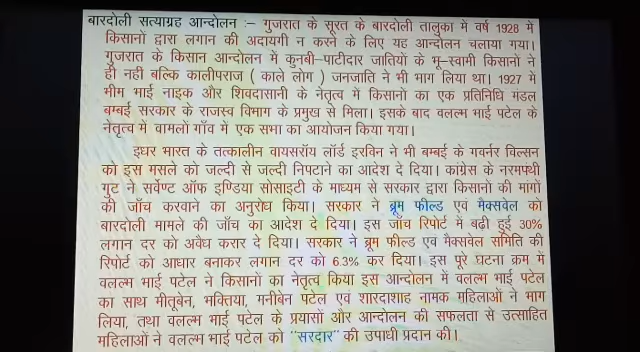 बारदोली सत्याग्रह आन्दोलन :– गुजरात के सूरत के बारदोली तालुका में वर्ष 1928 में
किसानों द्वारा लगान की अदायगी न करने के लिए यह आन्दोलन चलाया गया।
गुजरात के किसान आन्दोलन में कुनबी–पाटीदार जातियों के भू–स्वामी किसानो ने
ही नहीं बल्कि कालीपराज ( काले लोग ) जनजाति ने भी भाग लिया था। 1927 में
भीम भाई नाइक और शिवदासानी के नेतृत्व में किसानों का एक प्रतिनिधि मंडल
बम्बई सरकार के राजस्व विभाग के प्रमुख से मिला। इसके बाद वल्लभ भाई पटेल के
नेतृत्व में वामलो गाँव में एक सभा का आयोजन किया गया।
इधर भारत के तत्कालीन वायसरॉय लॉर्ड इरविन ने भी बम्बई के गवर्नर विल्सन
को इस मसले को जल्दी से जल्दी निपटाने का आदेश दे दिया। कांग्रेस के नरमपंथी
गुट ने सर्वेण्ट ऑफ इण्डिया सोसाइटी के माध्यम से सरकार द्वारा किसानों की मांगों
की जाँच करवाने का अनुरोध किया। सरकार ने ब्रूम फील्ड एवं मैक्सवेल को
बारदोली मामले की जाँच का आदेश दे दिया। इस जाँच रिपोर्ट में बढ़ी हुई 30%
लगान दर को अवैध करार दे दिया। सरकार ने ब्रूम फील्ड एवं मैक्सवेल समिति की
रिपोर्ट को आधार बनाकर लगान दर को 6.3% कर दिया। इस पूरे घटना क्रम में
वल्लभ भाई पटेल ने किसानों का नेतृत्व किया इस आन्दोलन में वल्लभ भाई पटेल
का साथ मीतूबेन, भक्तिया, मनीबेन पटेल एवं शारदाशाह नामक महिलाओं ने भाग
लिया, तथा वल्लभ भाई पटेल के प्रयासों और आन्दोलन की सफलता से उत्साहित
महिलाओं ने वल्लभ भाई पटेल को "सरदार" की उपाधी प्रदान की।